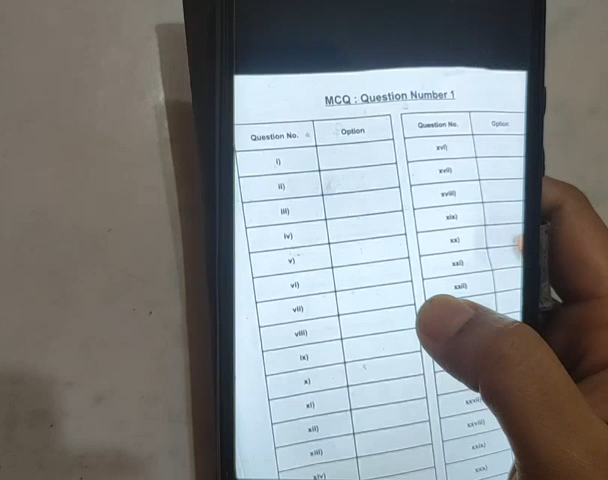 MCQ : Question Number 1
Question No. Option
i)
ii)
iii)
iv)
v)
vi)
vii)
viii)
ix)
x)
xi)
xii)
xiii)
xiv)
Question No. Option
xvi)
xvii)
xviii)
xix)
xx)
xxi)
xxii)
xxvii)
xxviii)
xxix)
xxx)